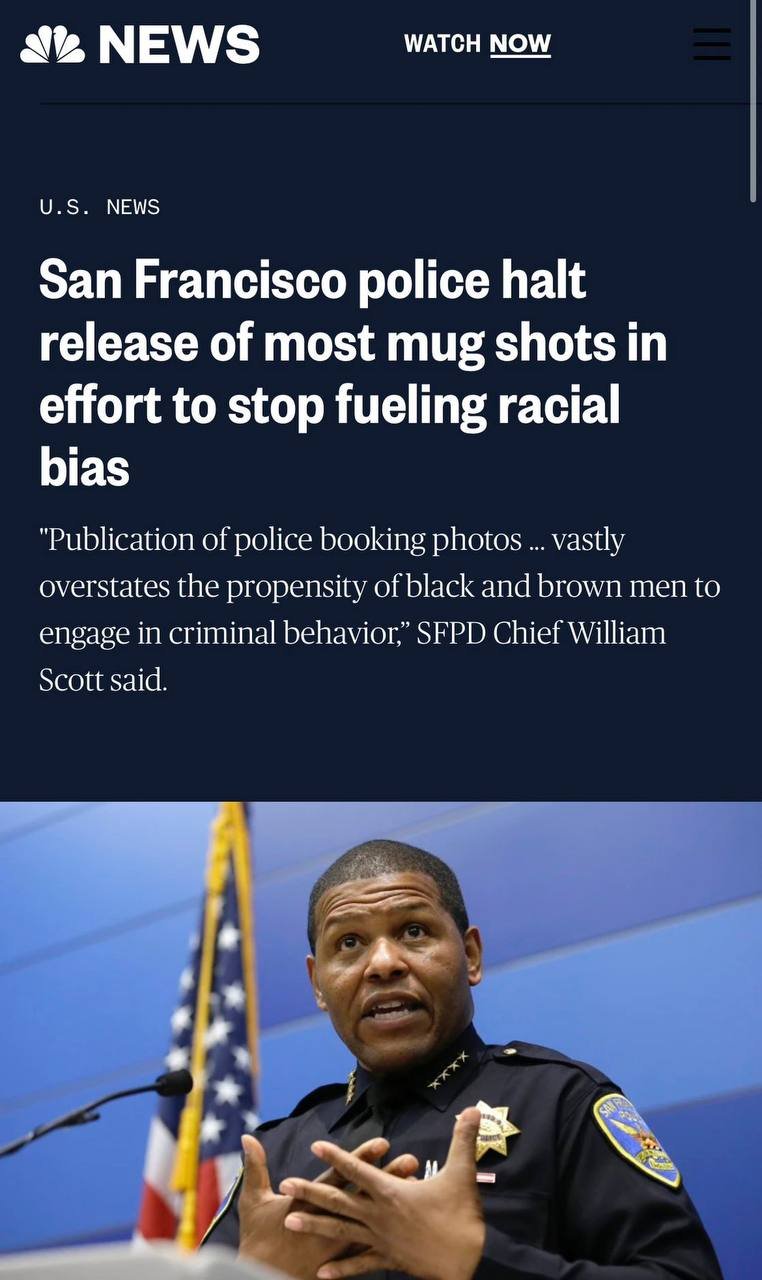 NEWS
WATCH NOW
U.S. NEWS
San Francisco police halt
release of most mug shots in
effort to stop fueling racial
bias
"Publication of police booking photos ... vastly
overstates the propensity of black and brown men to
engage in criminal behavior,” SFPD Chief William
Scott said.